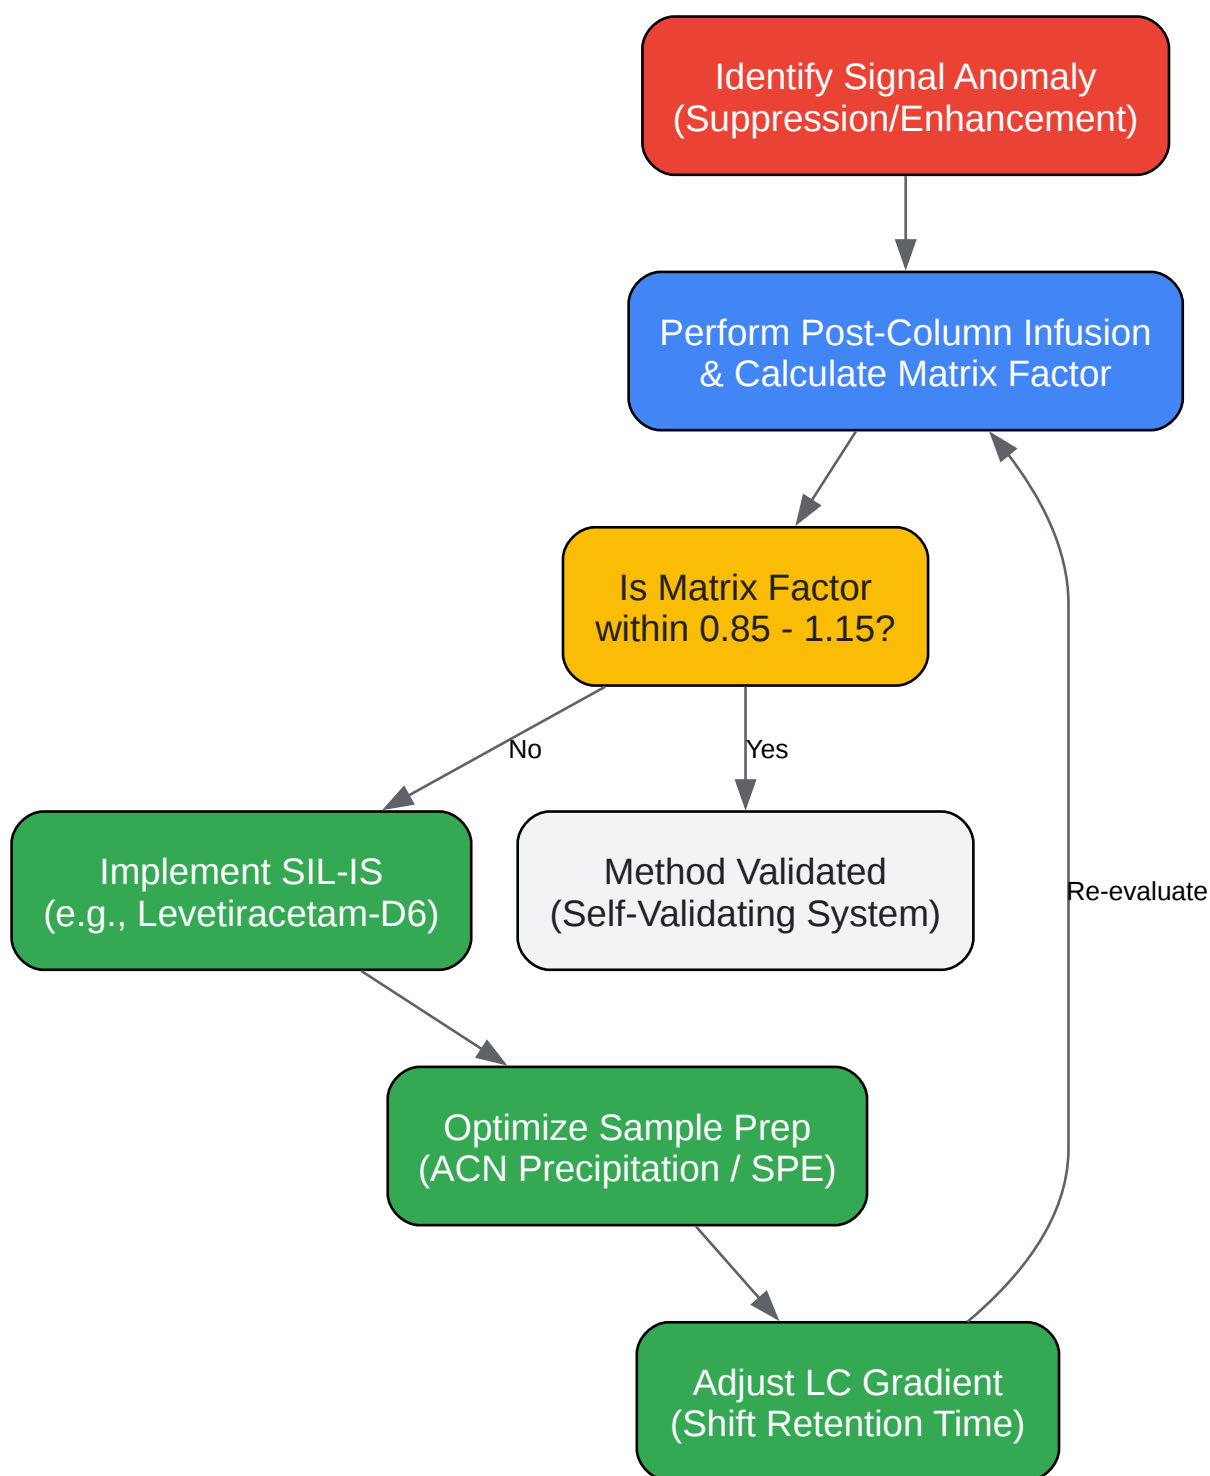 Identify Signal Anomaly
(Suppression/Enhancement)
Perform Post-Column Infusion
& Calculate Matrix Factor
Is Matrix Factor
within 0.85 - 1.15?
No
Yes
Implement SIL-IS
(e.g., Levetiracetam-D6)
Method Validated
(Self-Validating System)
Re-evaluate
Optimize Sample Prep
(ACN Precipitation / SPE)
Adjust LC Gradient
(Shift Retention Time)